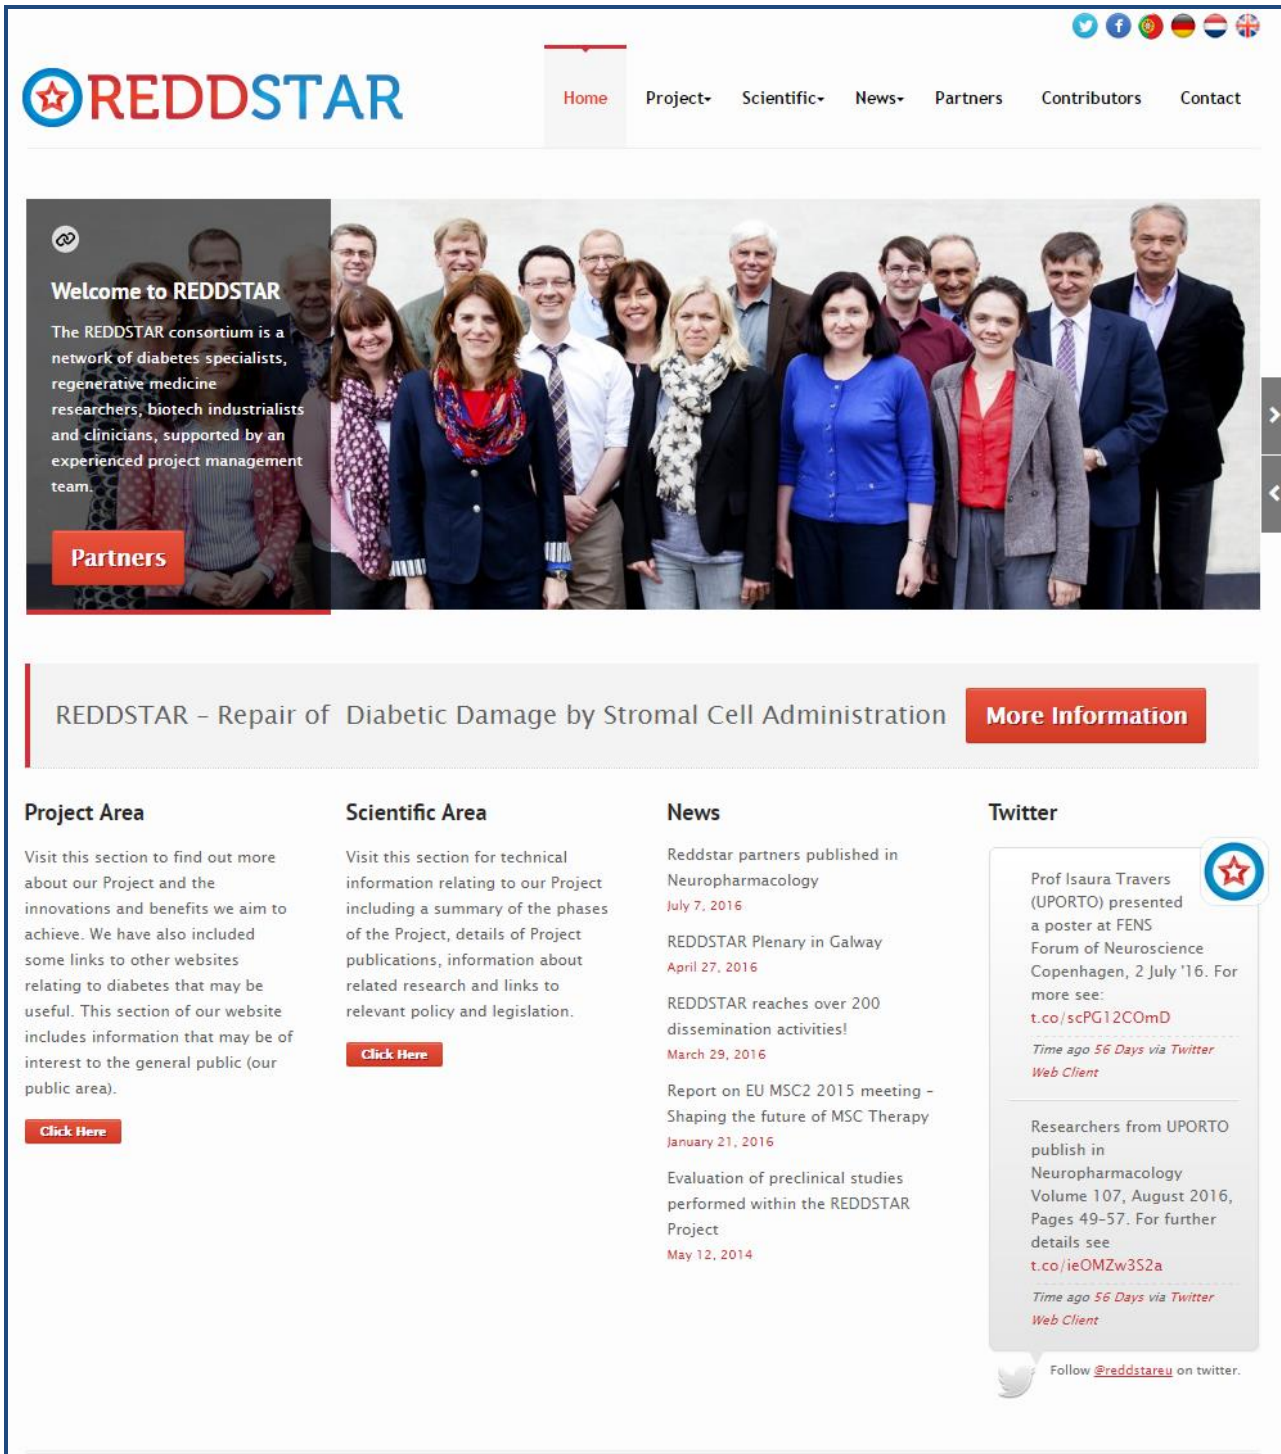 REDDSTAR
Home Project Scientific News Partners Contributors Contact
Welcome to REDDSTAR
The REDDSTAR consortium is a
network of diabetes specialists,
regenerative medicine
researchers, biotech industrialists
and clinicians, supported by an
experienced project management
team.
Partners
REDDSTAR – Repair of Diabetic Damage by Stromal Cell Administration
More Information
Project Area
Visit this section to find out more
about our Project and the
innovations and benefits we aim to
achieve. We have also included
some links to other websites
relating to diabetes that may be
useful. This section of our website
includes information that may be of
interest to the general public (our
public area).
Click Here
Scientific Area
Visit this section for technical
information relating to our Project
including a summary of the phases
of the Project, details of Project
publications, information about
related research and links to
relevant policy and legislation.
Click Here
News
Reddstar partners published in
Neuropharmacology
July 7, 2016
REDDSTAR Plenary in Galway
April 27, 2016
REDDSTAR reaches over 200
dissemination activities!
March 29, 2016
Report on EU MSC2 2015 meeting –
Shaping the future of MSC Therapy
January 21, 2016
Evaluation of preclinical studies
performed within the REDDSTAR
Project
May 12, 2014
Twitter
Prof Isaura Travers
(UPORTO) presented
a poster at FENS
Forum of Neuroscience
Copenhagen, 2 July '16. For
more see:
t.co/scPG12COmD
Time ago 56 Days via Twitter
Web Client
Researchers from UPORTO
publish in
Neuropharmacology
Volume 107, August 2016,
Pages 49–57. For further
details see
t.co/ieOMZw3S2a
Time ago 56 Days via Twitter
Web Client
Follow @reddstareu on twitter.